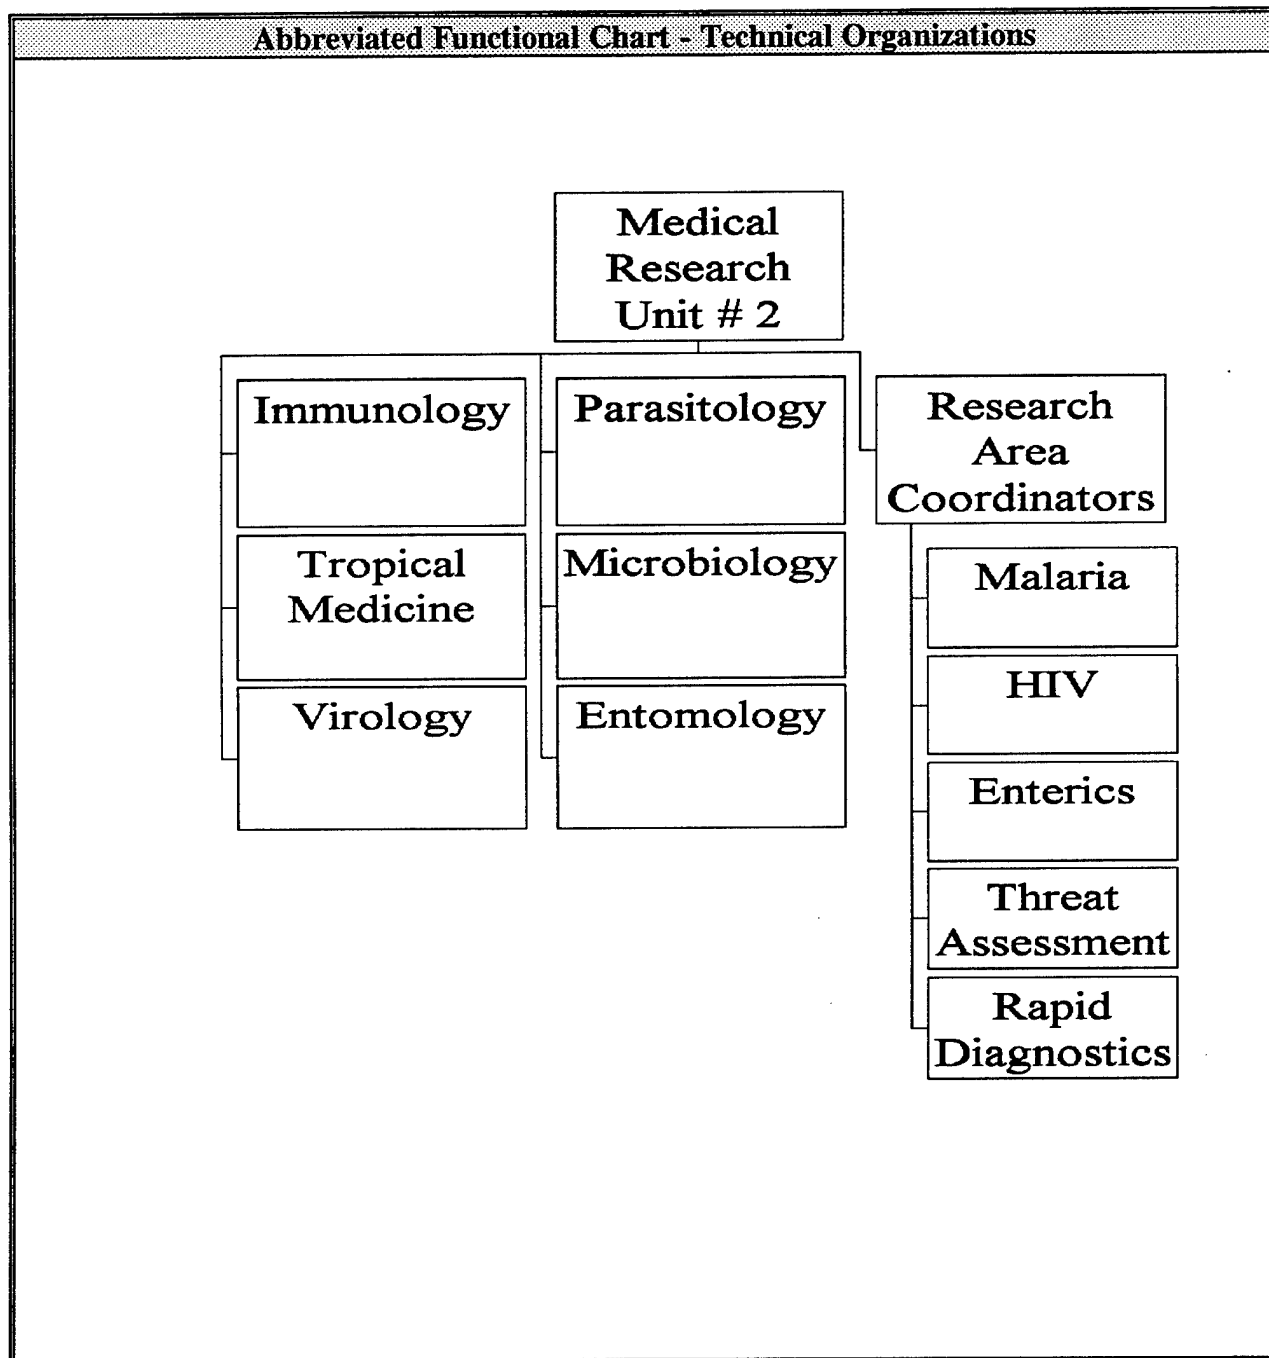 Abbreviated Functional Chart - Technical Organizations
Medical
Research
Unit # 2
Immunology
Parasitology
Research
Area
Coordinators
Tropical
Medicine
Microbiology
Virology
Entomology
Malaria
HIV
Enterics
Threat
Assessment
Rapid
Diagnostics